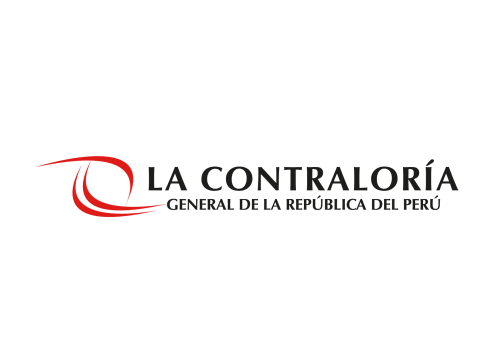 LA CONTRALORÍA
GENERAL DE LA REPÚBLICA DEL PERÚ